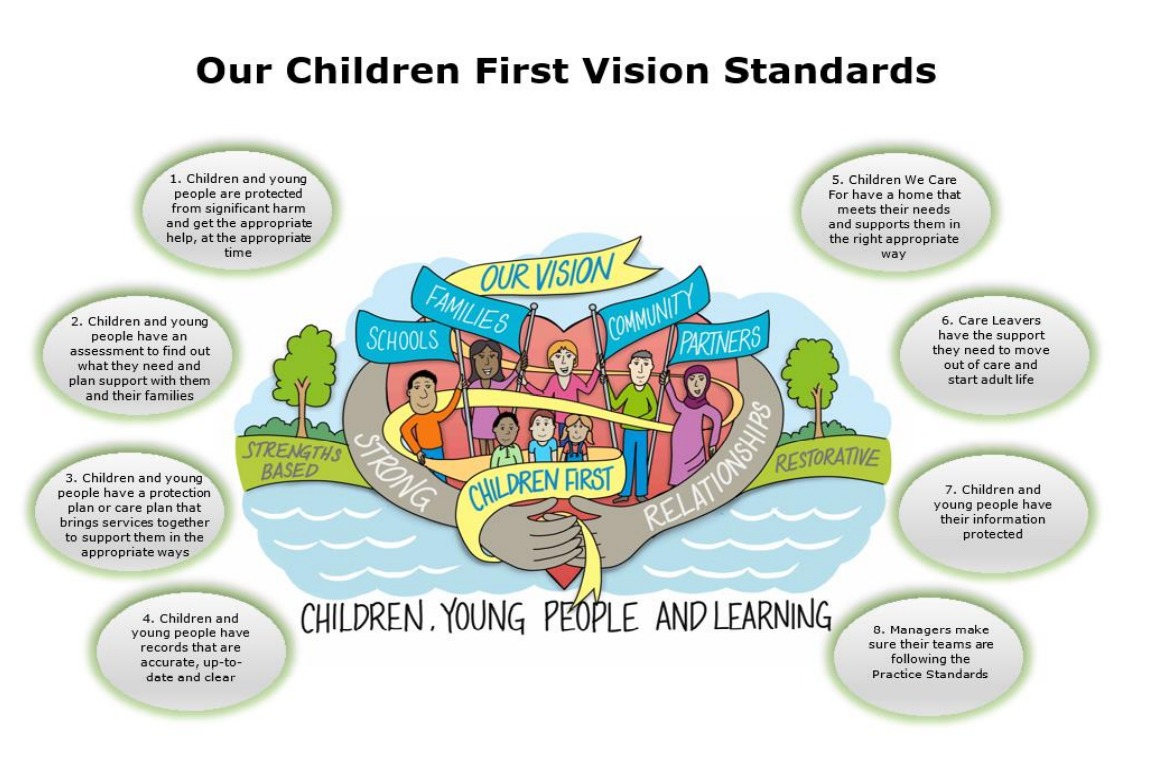 Our Children First Vision Standards
1. Children and young
people are protected
from significant harm
and get the appropriate
help, at the appropriate
time
2. Children and young
people have an
assessment to find out
what they need and
plan support with them
and their families
3. Children and young
people have a protection
plan or care plan that
brings services together
to support them in the
appropriate ways
4. Children and
young people have
records that are
accurate, up-to-
date and clear
OUR VISION
FAMILIES
COMMUNITY
SCHOOLS
PARTNERS
STRENGTHS
BASED
STRONG
CHILDREN FIRST
RELATIONSHIPS
RESTORATIVE
CHILDREN, YOUNG PEOPLE AND LEARNING
5. Children We Care
For have a home that
meets their needs
and supports them in
the right appropriate
way
6. Care Leavers
have the support
they need to move
out of care and
start adult life
7. Children and
young people have
their information
protected
8. Managers make
sure their teams are
following the
Practice Standards